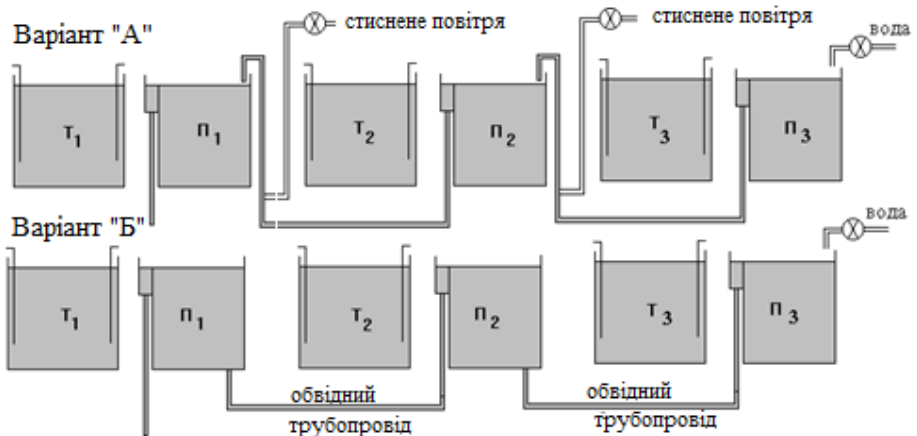 стиснене повітря
стиснене повітря
вода
Варіант "А"
Т1
П1
Т2
П2
Т3
П3
Варіант "Б"
вода
Т1
П1
Т2
П2
Т3
П3
обвідний
трубопровід
обвідний
трубопровід